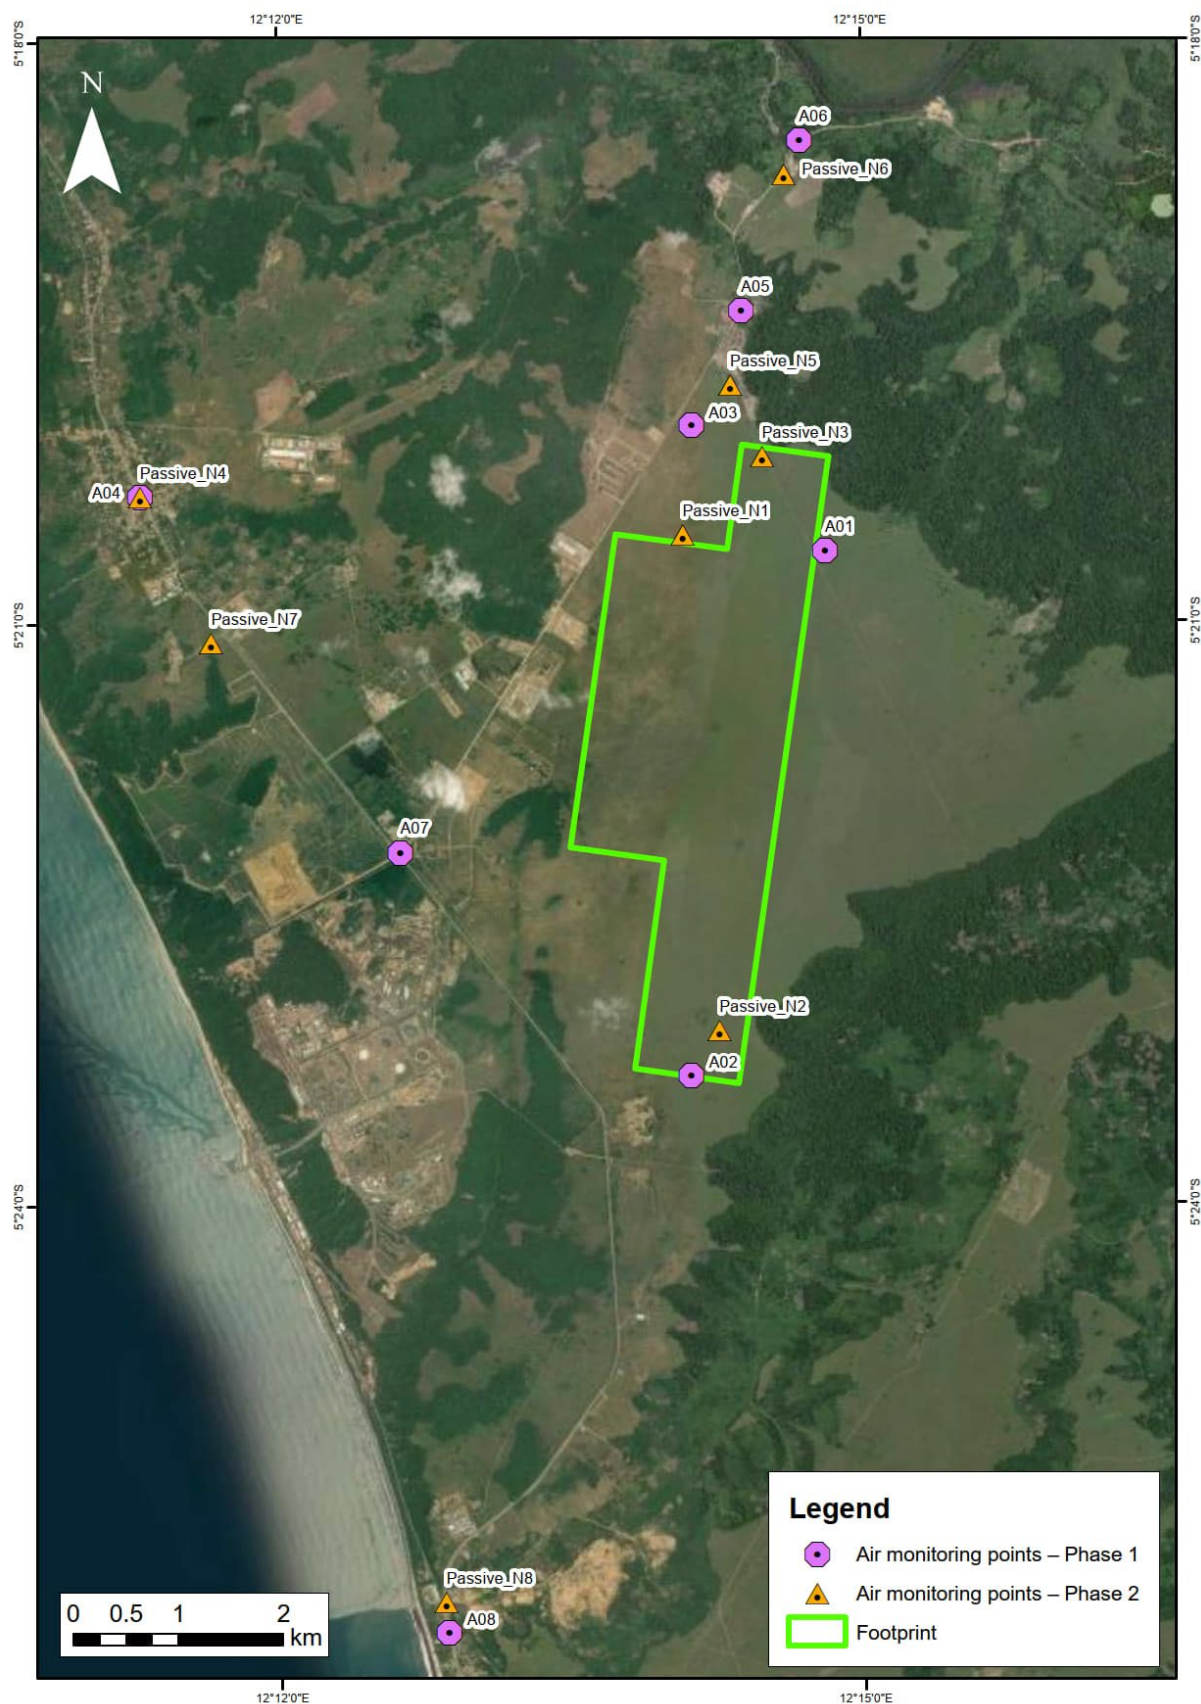 12°12'0"E
12°15'0"E
5°18'0"S
5°18'0"S
N
A06
Passive_N6
A05
Passive_N5
A03
Passive_N3
Passive_N4
A04
Passive_N1
A01
5°21'0"S
5°21'0"S
Passive_N7
A07
Passive_N2
A02
5°24'0"S
5°24'0"S
Legend
Air monitoring points – Phase 1
Air monitoring points – Phase 2
Footprint
Passive_N8
A08
0 0.5 1 2
km
12°12'0"E
12°15'0"E